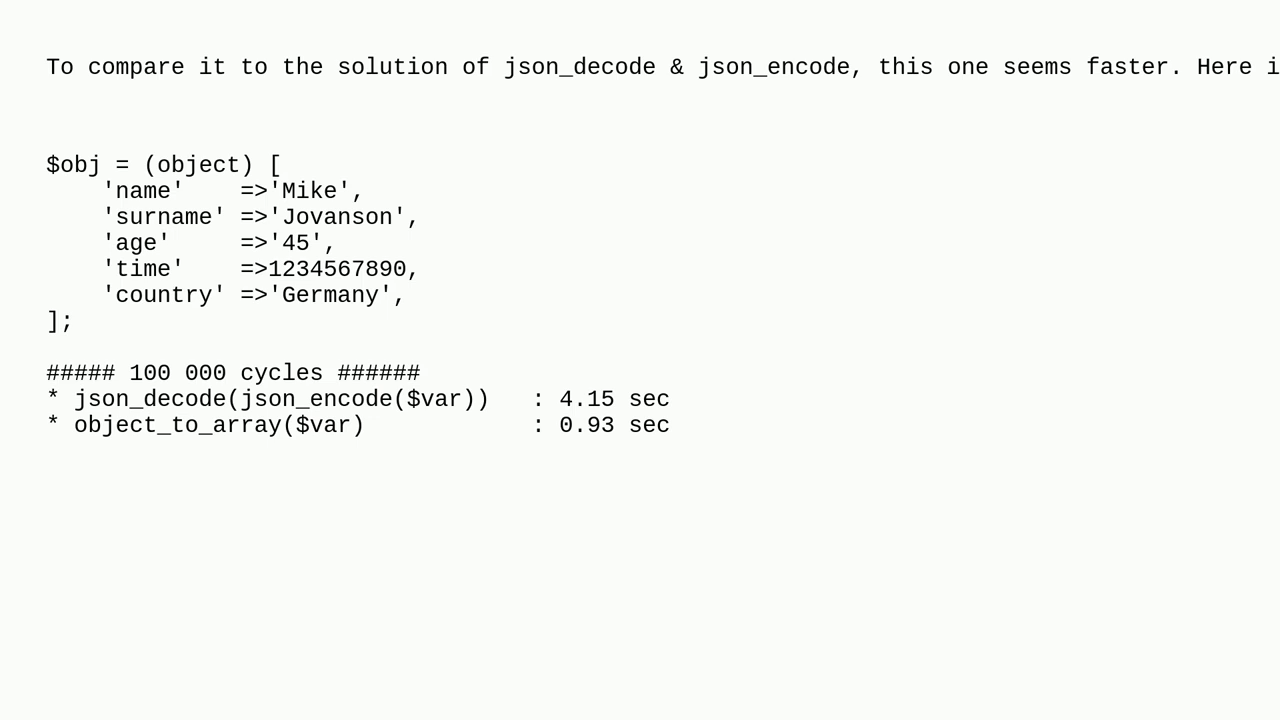 To compare it to the solution of json_decode & json_encode, this one seems faster. Here i
$obj = (object) [
    'name'    =>'Mike',
    'surname' =>'Jovanson',
    'age'     =>'45',
    'time'    =>1234567890,
    'country' =>'Germany',
];
##### 100 000 cycles ######
* json_decode(json_encode($var))   : 4.15 sec
* object_to_array($var)            : 0.93 sec